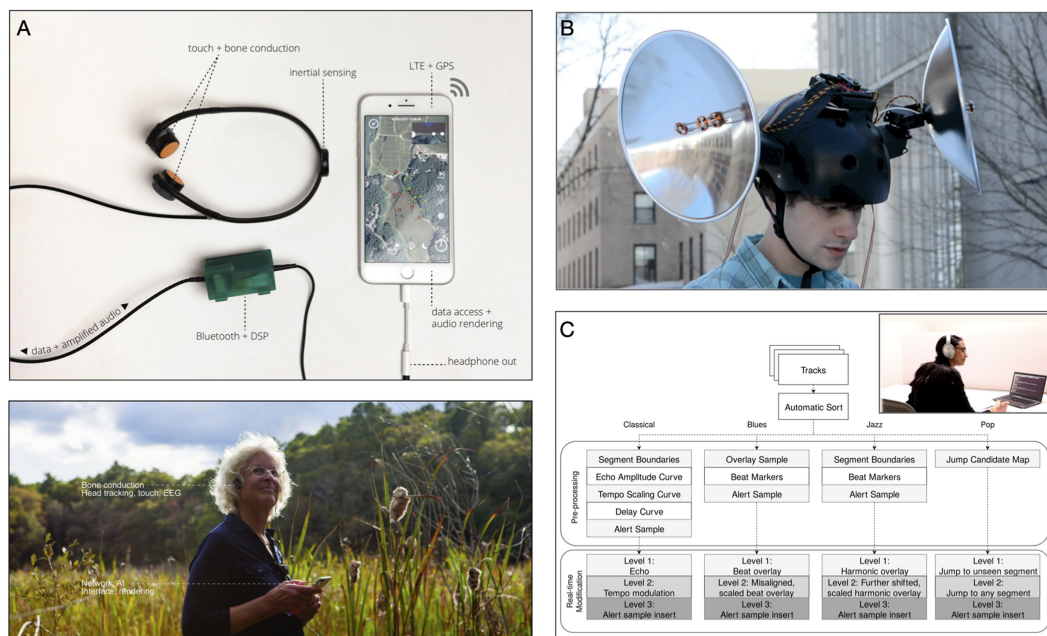 A
touch + bone conduction
inertial sensing
LTE + GPS
data + amplified audio
Bluetooth + DSP
data access +
audio rendering
headphone out
Bone conduction
Head tracking, touch, EEG
Network, AI
Interface, rendering
B
C
Tracks
Automatic Sort
Classical
Blues
Jazz
Pop
Pre-processing
Segment Boundaries
Echo Amplitude Curve
Tempo Scaling Curve
Delay Curve
Alert Sample
Overlay Sample
Beat Markers
Alert Sample
Segment Boundaries
Beat Markers
Alert Sample
Jump Candidate Map
Real-time
Modification
Level 1:
Echo
Level 2:
Tempo modulation
Level 3:
Alert sample insert
Level 1:
Beat overlay
Level 2: Misaligned,
scaled beat overlay
Level 3:
Alert sample insert
Level 1:
Harmonic overlay
Level 2: Further shifted,
scaled harmonic overlay
Level 3:
Alert sample insert
Level 1:
Jump to unseen segment
Level 2:
Jump to any segment
Level 3:
Alert sample insert